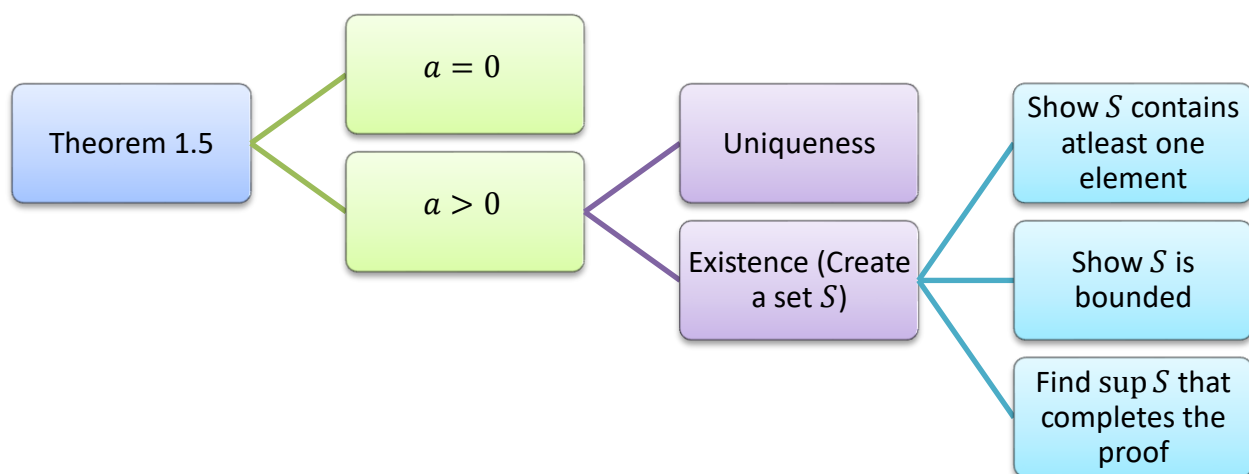 Theorem 1.5
a = 0
a > 0
Uniqueness
Existence (Create
a set S)
Show S contains
atleast one
element
Show S is
bounded
Find sup S that
completes the
proof